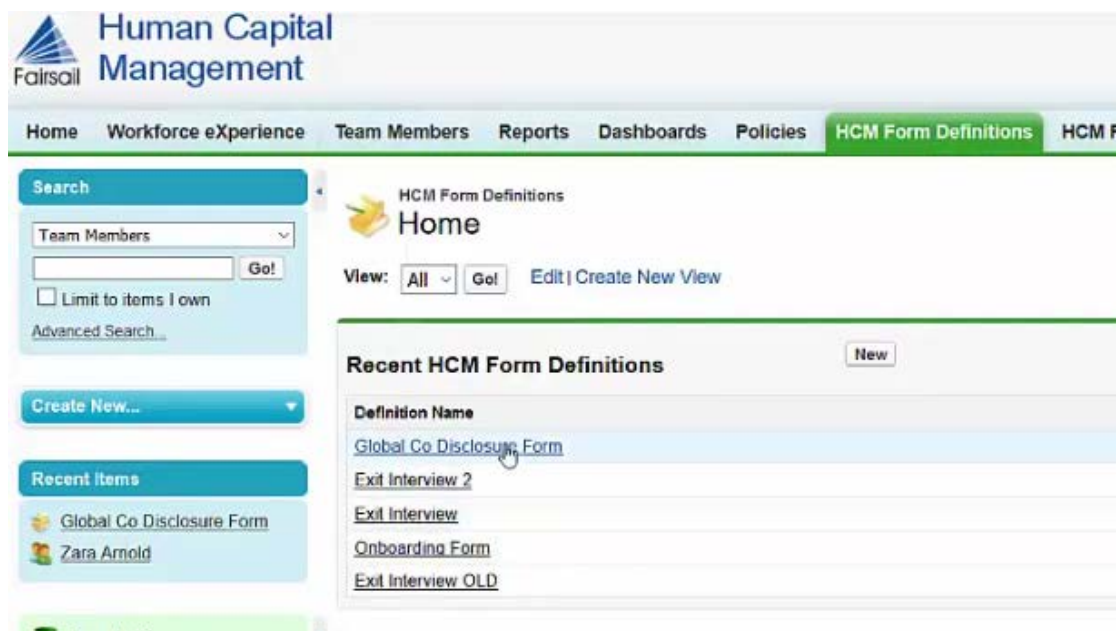 Fairsail
Human Capital
Management
Home Workforce eXperience Team Members Reports Dashboards Policies HCM Form Definitions HCM
Search
Team Members
Go!
Limit to items I own
Advanced Search...
Create New...
Recent Items
Global Co Disclosure Form
Zara Arnold
HCM Form Definitions
Home
View: All Go! Edit | Create New View
Recent HCM Form Definitions New
Definition Name
Global Co Disclosure Form
Exit Interview 2
Exit Interview
Onboarding Form
Exit Interview OLD